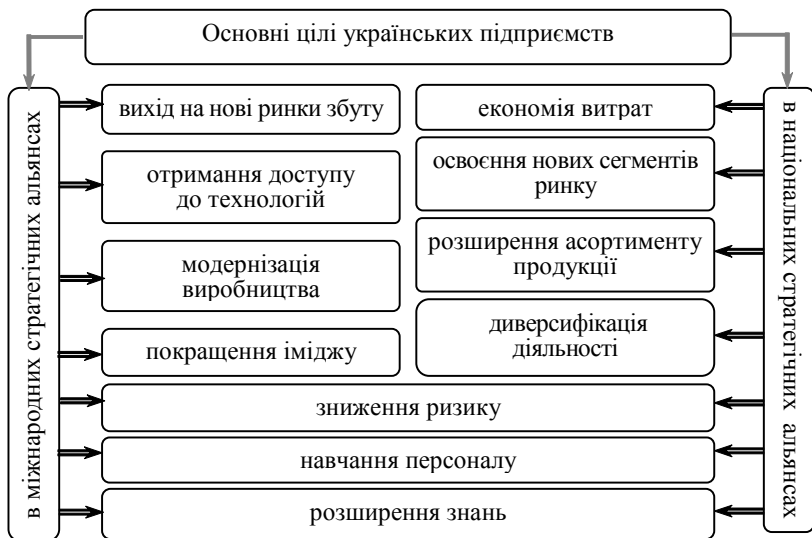 Основні цілі українських підприємств
в міжнародних стратегічних альянсах
вихід на нові ринки збуту
отримання доступу
до технологій
модернізація
виробництва
покращення іміджу
економія витрат
освоєння нових сегментів
ринку
розширення асортименту
продукції
диверсифікація
діяльності
зниження ризику
навчання персоналу
розширення знань
в національних стратегічних альянсах